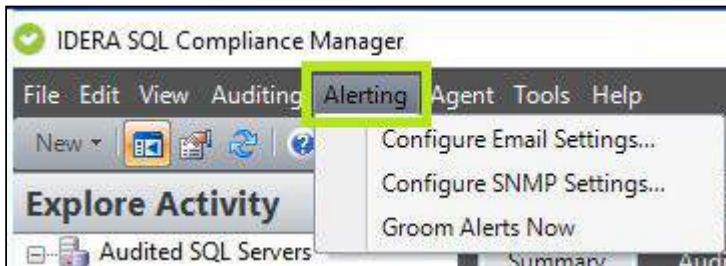 IDERA SQL Compliance Manager
File Edit View Auditing Alerting Agent Tools Help
New
Configure Email Settings...
Configure SNMP Settings...
Explore Activity
Groom Alerts Now
Audited SQL Servers
Summary